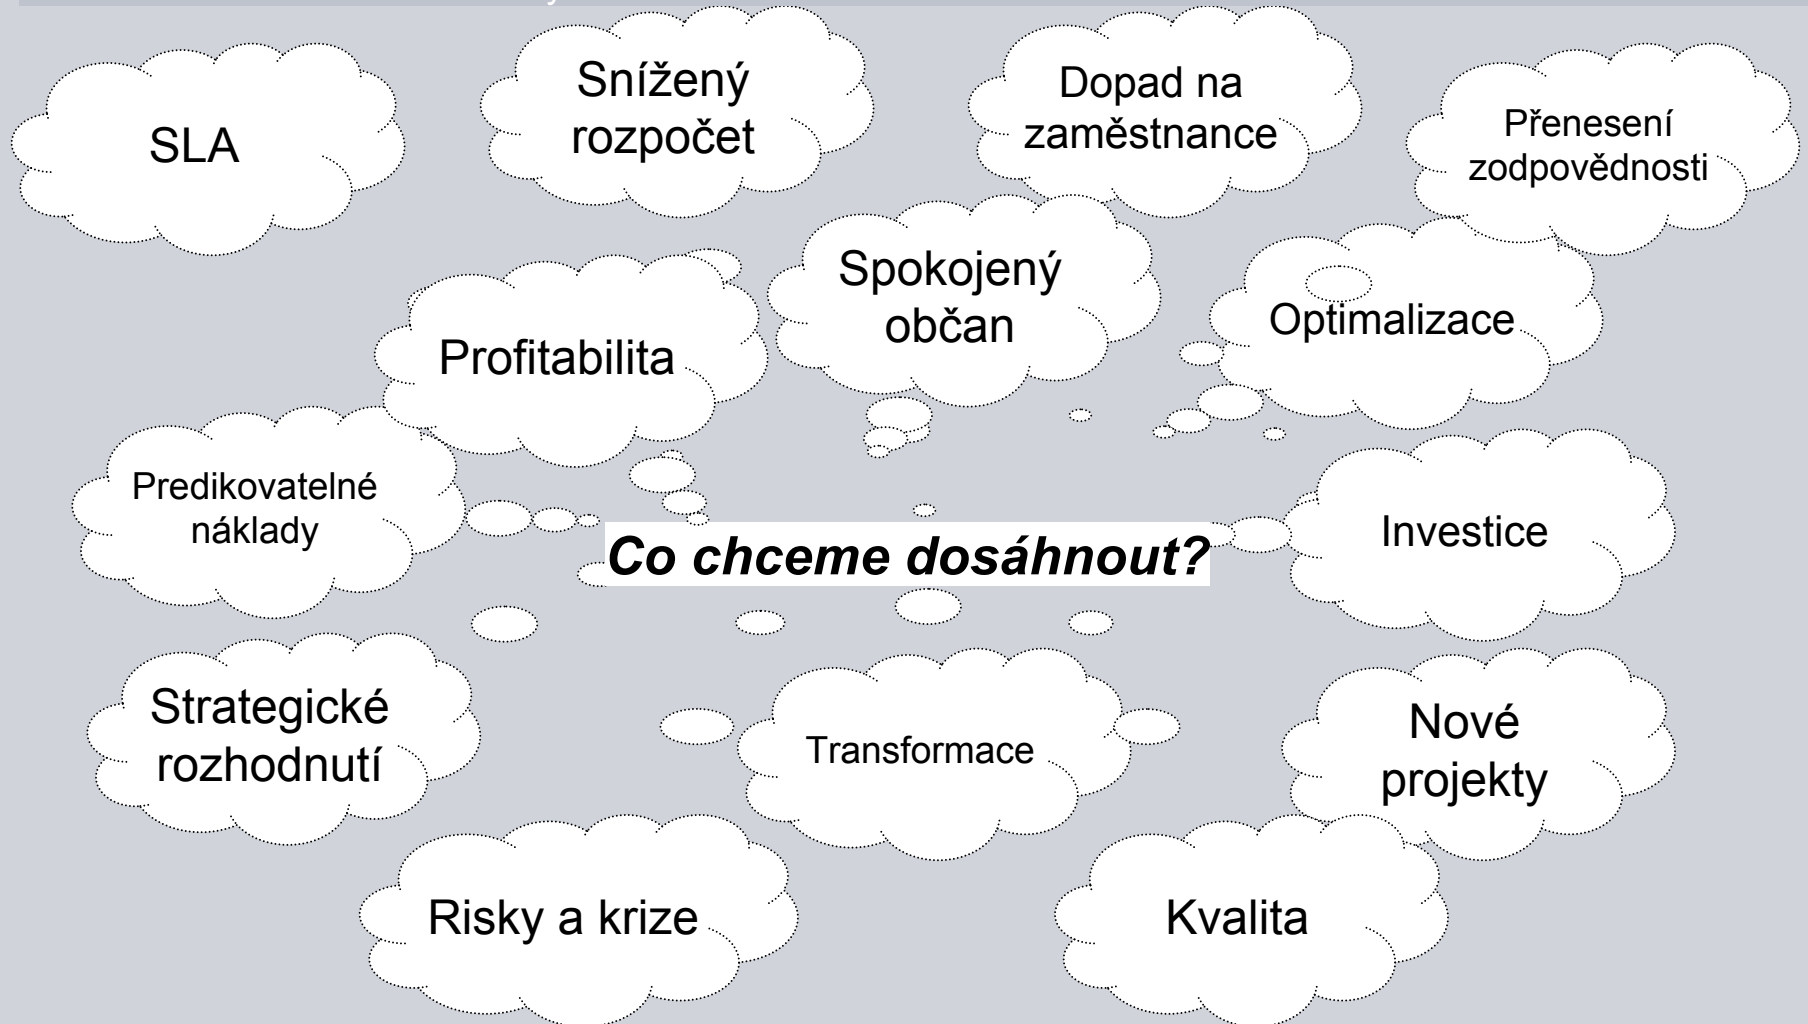 SLA
Snížený
rozpočet
Dopad na
zaměstnance
Přenesení
zodpovědnosti
Profitabilita
Spokojený
občan
Optimalizace
Predikovatelné
náklady
Co chceme dosáhnout?
Investice
Strategické
rozhodnutí
Transformace
Nové
projekty
Risky a krize
Kvalita